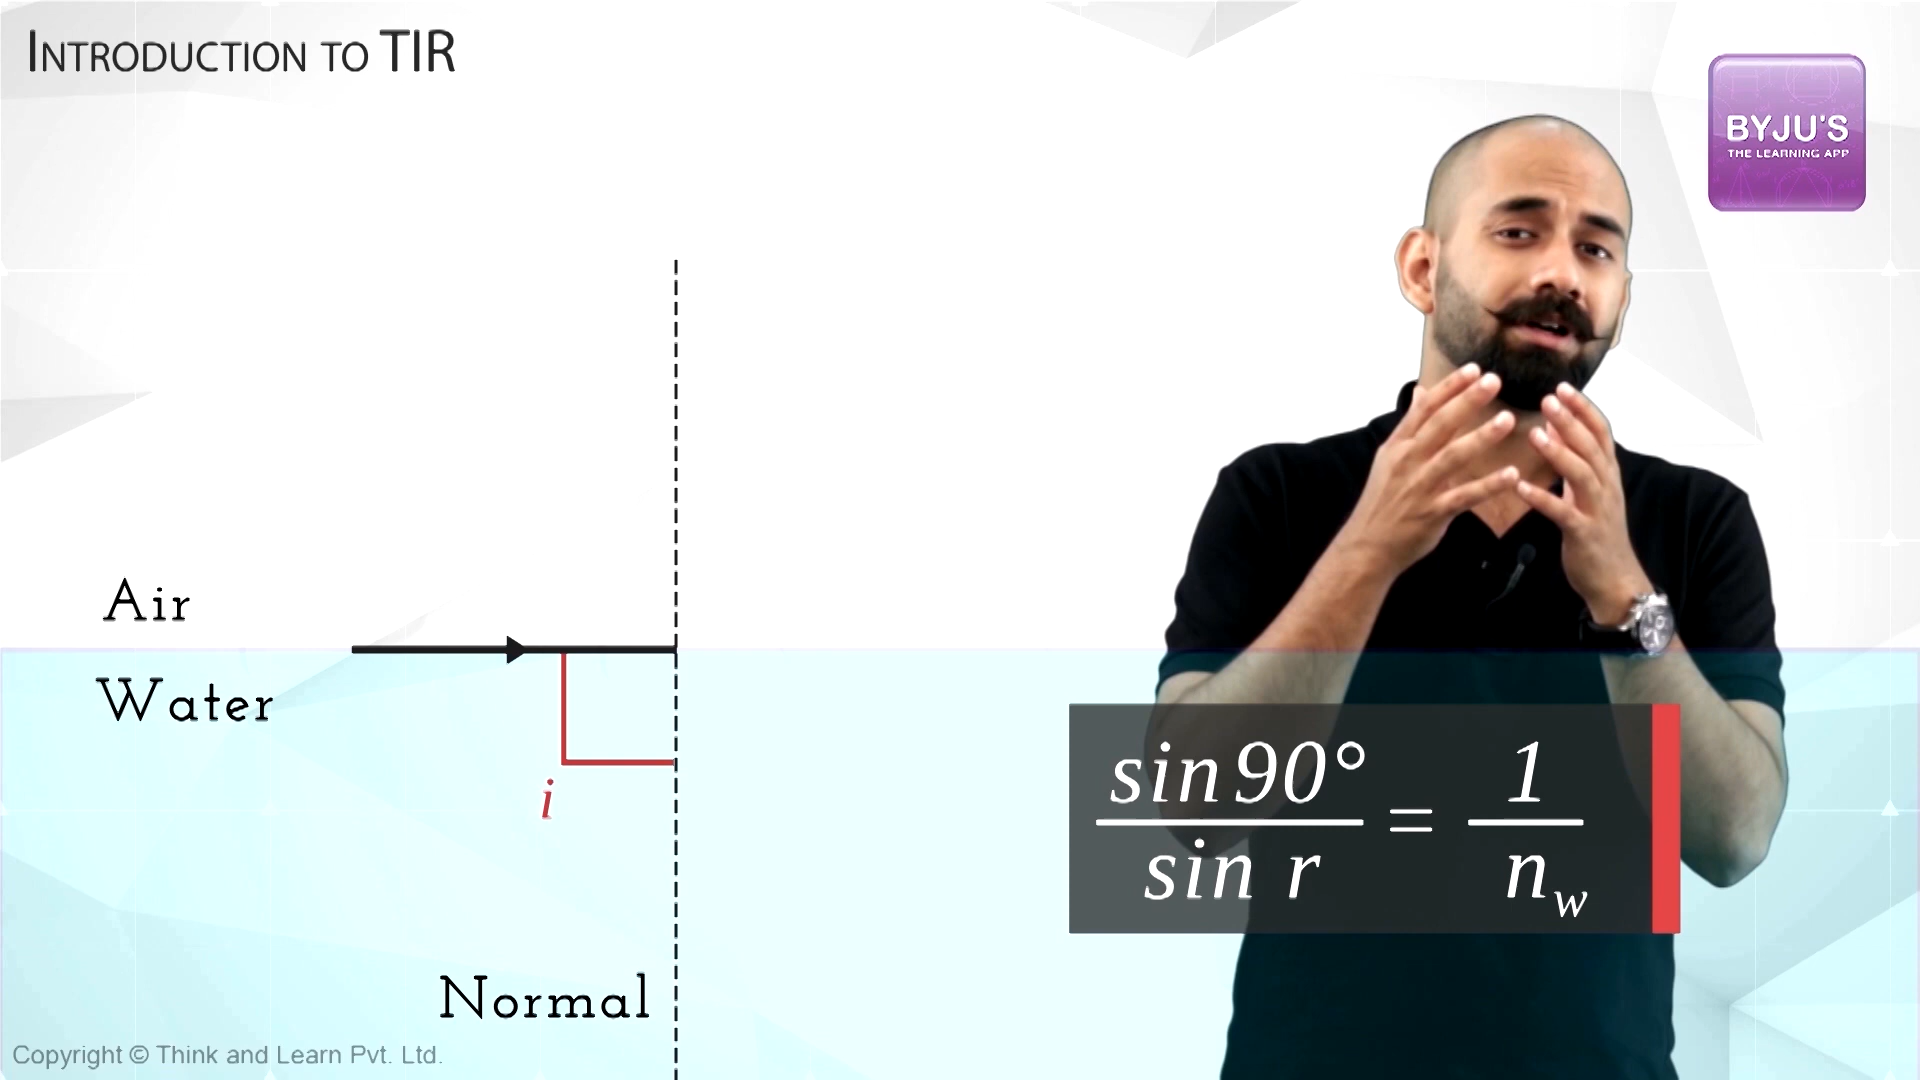 INTRODUCTION TO TIR
BYJU'S
THE LEARNING APP
Air
Water
i
sin 90° / sin r = 1 / n_w
Normal
Copyright © Think and Learn Pvt. Ltd.